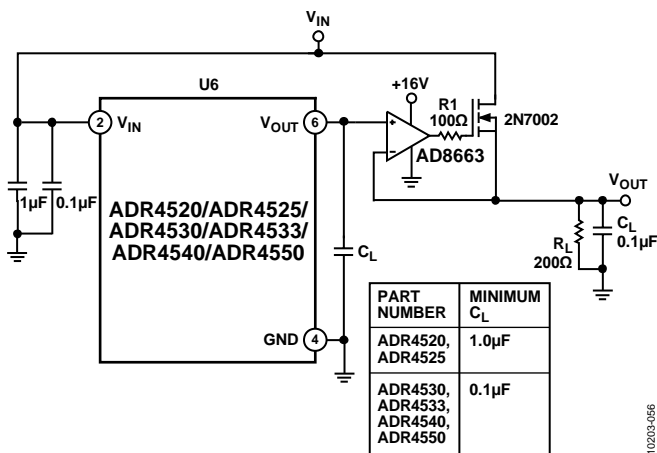 VIN
U6
+16V
R1
100Ω
2N7002
2
VIN
VOUT
6
+
−
AD8663
VOUT
1µF
0.1µF
ADR4520/ADR4525/
ADR4530/ADR4533/
ADR4540/ADR4550
CL
RL
200Ω
CL
0.1µF
GND
4
PART
NUMBER
MINIMUM
CL
ADR4520,
ADR4525
1.0µF
ADR4530,
ADR4533,
ADR4540,
ADR4550
0.1µF
10203-056